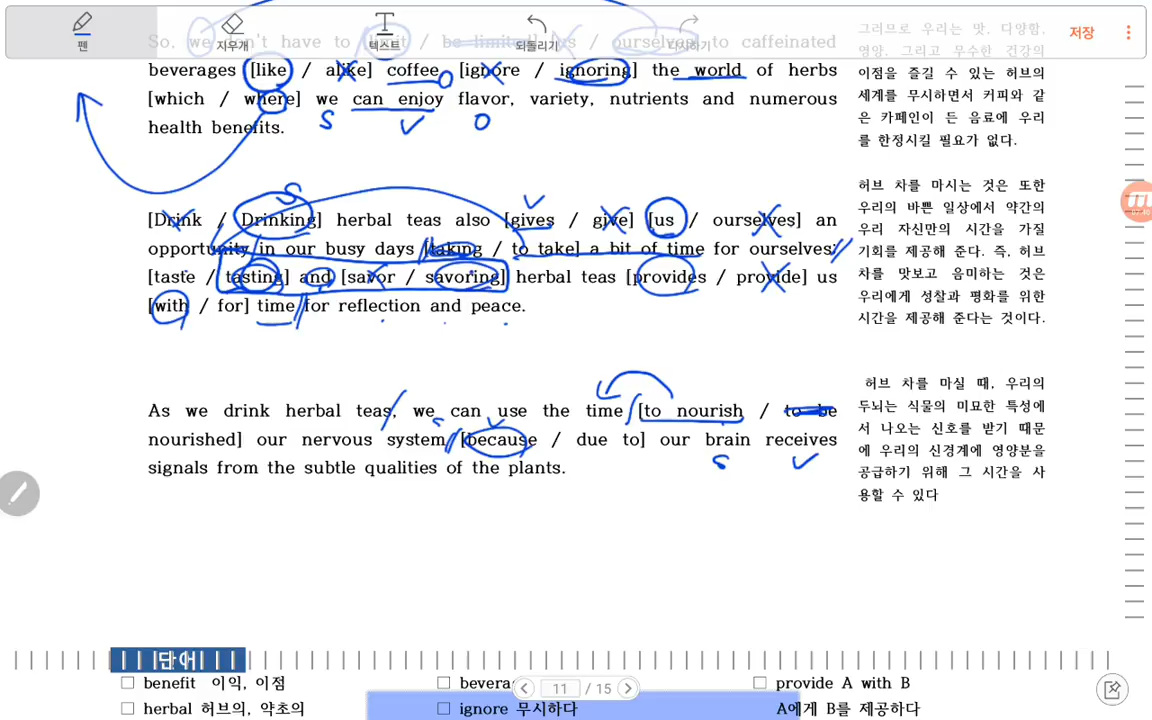 펜
지우개
텍스트
되돌리기
다시하기
저장
So, we don't have to [limit / be limited] [us / ourselves] to caffeinated
beverages [like / alike] coffee, [ignore / ignoring] the world of herbs
[which / where] we can enjoy flavor, variety, nutrients and numerous
S V O
health benefits.
그러므로 우리는 맛, 다양함,
영양, 그리고 무수한 건강의
이점을 즐길 수 있는 허브의
세계를 무시하면서 커피와 같
은 카페인이 든 음료에 우리
를 한정시킬 필요가 없다.
S V
[Drink / Drinking] herbal teas also [gives / give] [us / ourselves] an
opportunity in our busy days [taking / to take] a bit of time for ourselves;
[taste / tasting] and [savor / savoring] herbal teas [provides / provide] us
[with / for] time for reflection and peace.
허브 차를 마시는 것은 또한
우리의 바쁜 일상에서 약간의
우리 자신만의 시간을 가질
기회를 제공해 준다. 즉, 허브
차를 맛보고 음미하는 것은
우리에게 성찰과 평화를 위한
시간을 제공해 준다는 것이다.
As we drink herbal teas, we can use the time [to nourish / to be
S V
nourished] our nervous system [because / due to] our brain receives
S V
signals from the subtle qualities of the plants.
허브 차를 마실 때, 우리의
두뇌는 식물의 미묘한 특성에
서 나오는 신호를 받기 때문
에 우리의 신경계에 영양분을
공급하기 위해 그 시간을 사
용할 수 있다
단어
□ benefit 이익, 이점
□ provide A with B
11 / 15
□ herbal 허브의, 약초의
□ ignore 무시하다
A에게 B를 제공하다